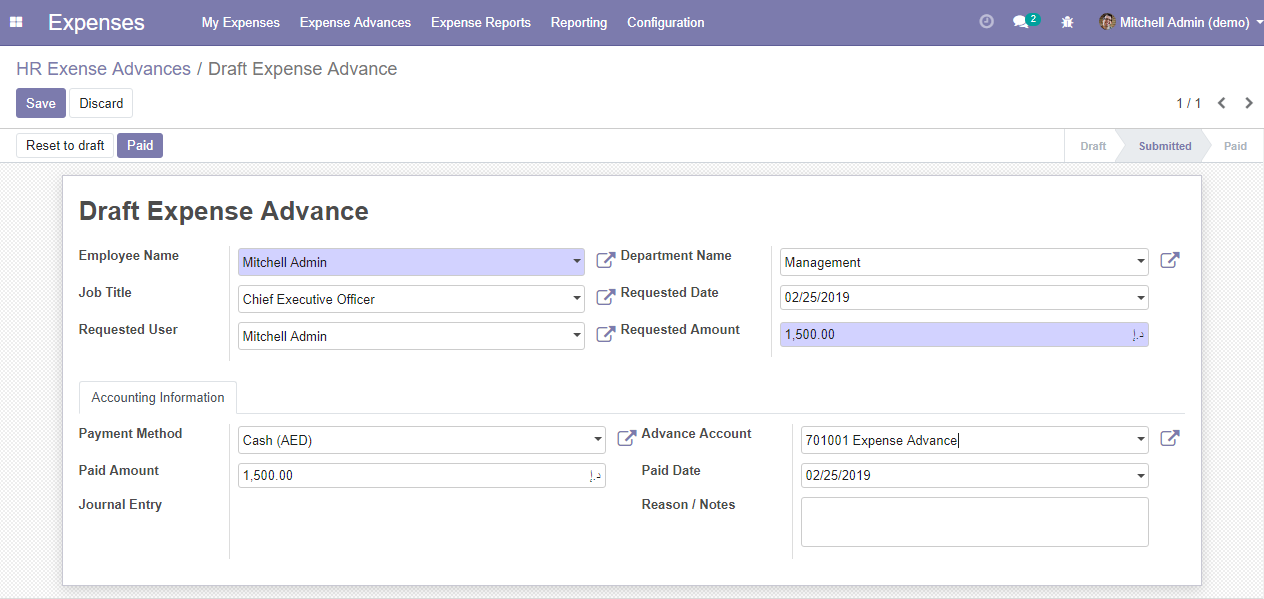 Expenses My Expenses Expense Advances Expense Reports Reporting Configuration 2 Mitchell Admin (demo)
HR Exense Advances / Draft Expense Advance
Save Discard 1 / 1
Reset to draft Paid Draft Submitted Paid
Draft Expense Advance
Employee Name Mitchell Admin Department Name Management
Job Title Chief Executive Officer Requested Date 02/25/2019
Requested User Mitchell Admin Requested Amount 1,500.00 د.إ
Accounting Information
Payment Method Cash (AED) Advance Account 701001 Expense Advance
Paid Amount 1,500.00 د.إ Paid Date 02/25/2019
Journal Entry Reason / Notes